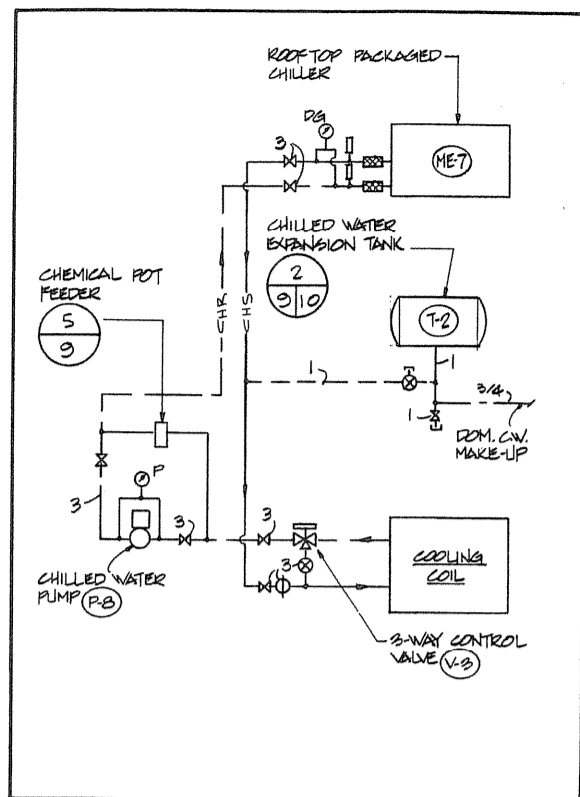 ROOFTOP PACKAGED
CHILLER
DG
3
ME-7
CHILLED WATER
EXPANSION TANK
2
9 10
T-2
CHEMICAL POT
FEEDER
5
9
CHR
CHS
1
1
3/4
1
DOM. C.W.
MAKE-UP
P
3
3
3
3
COOLING
COIL
CHILLED WATER
PUMP P-8
3-WAY CONTROL
VALVE V-3